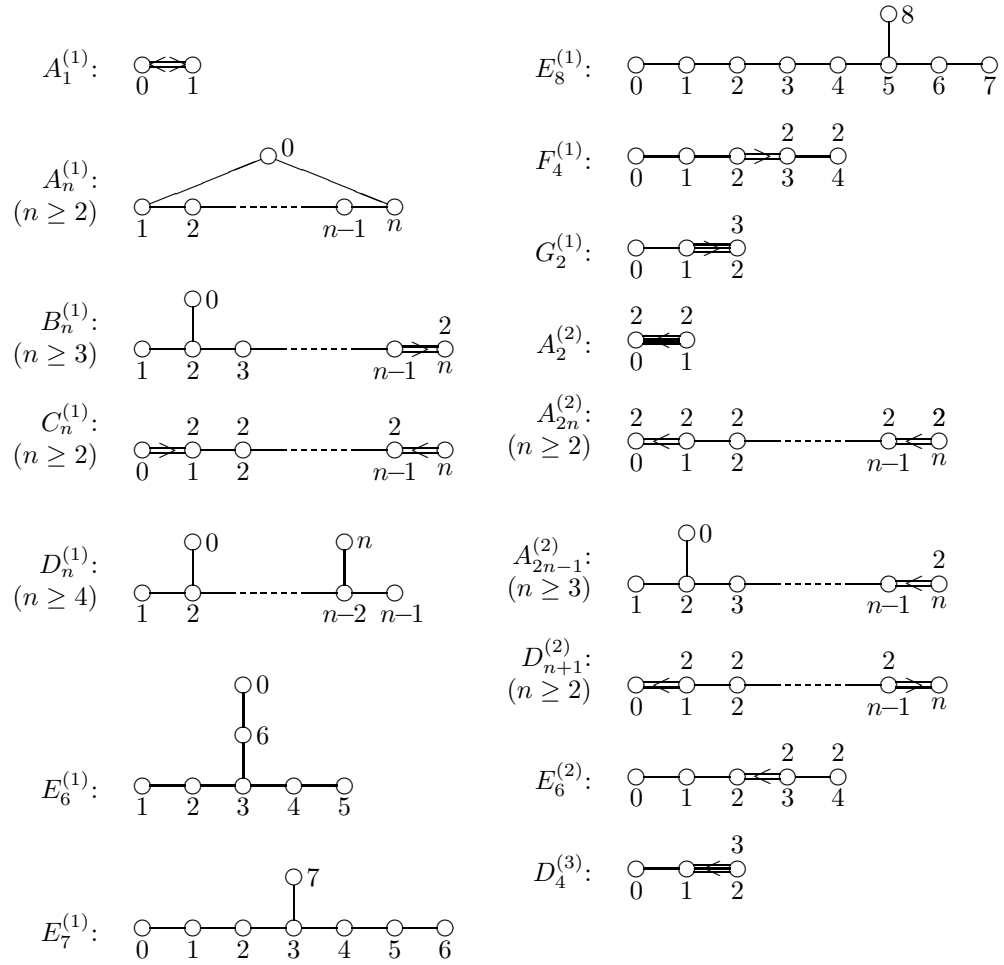 A_1^{(1)}:
0 1
A_n^{(1)}:
(n ≥ 2)
0
1 2 n−1 n
B_n^{(1)}:
(n ≥ 3)
0
2
1 2 3 n−1 n
C_n^{(1)}:
(n ≥ 2)
2 2 2
0 1 2 n−1 n
D_n^{(1)}:
(n ≥ 4)
0 n
1 2 n−2 n−1
E_6^{(1)}:
0
6
1 2 3 4 5
E_7^{(1)}:
7
0 1 2 3 4 5 6
E_8^{(1)}:
8
0 1 2 3 4 5 6 7
F_4^{(1)}:
2 2
0 1 2 3 4
G_2^{(1)}:
3
0 1 2
A_2^{(2)}:
2 2
0 1
A_{2n}^{(2)}:
(n ≥ 2)
2 2 2 2 2
0 1 2 n−1 n
A_{2n−1}^{(2)}:
(n ≥ 3)
0
2
1 2 3 n−1 n
D_{n+1}^{(2)}:
(n ≥ 2)
2 2 2
0 1 2 n−1 n
E_6^{(2)}:
2 2
0 1 2 3 4
D_4^{(3)}:
3
0 1 2